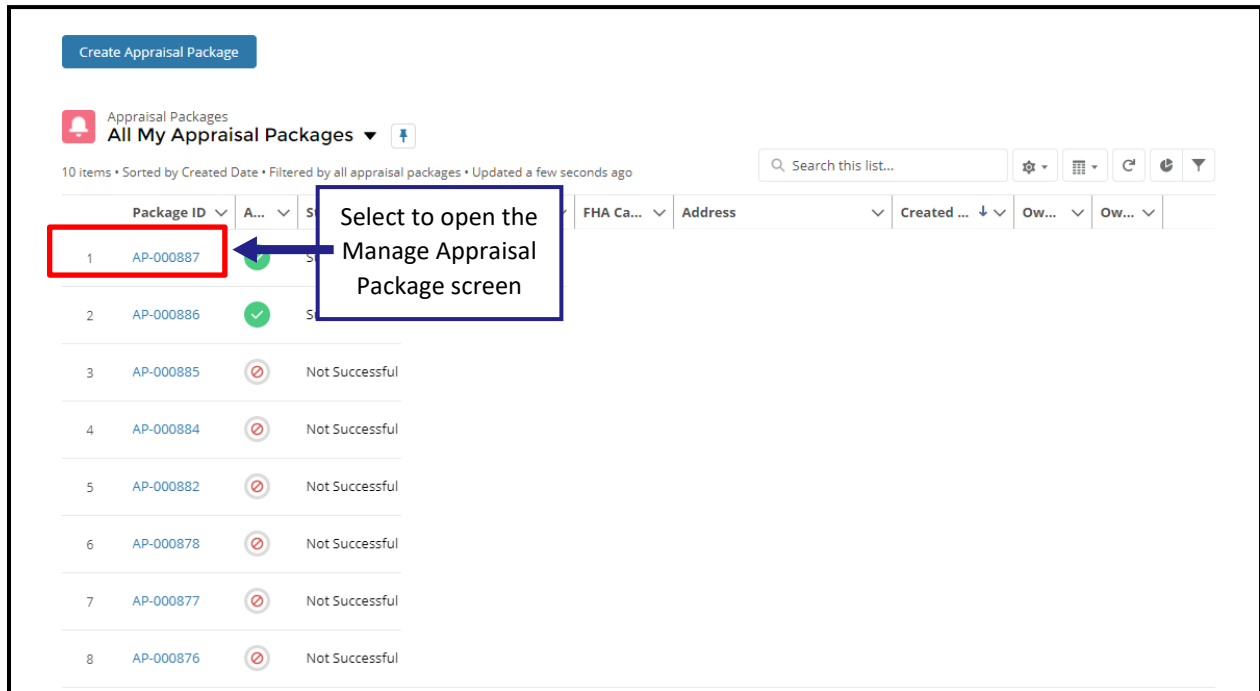 Create Appraisal Package
Appraisal Packages
All My Appraisal Packages
10 items • Sorted by Created Date • Filtered by all appraisal packages • Updated a few seconds ago
Search this list...
Package ID A... FHA Ca... Address Created ... Ow... Ow...
Select to open the
Manage Appraisal
Package screen
1 AP-000887
2 AP-000886
3 AP-000885 Not Successful
4 AP-000884 Not Successful
5 AP-000882 Not Successful
6 AP-000878 Not Successful
7 AP-000877 Not Successful
8 AP-000876 Not Successful